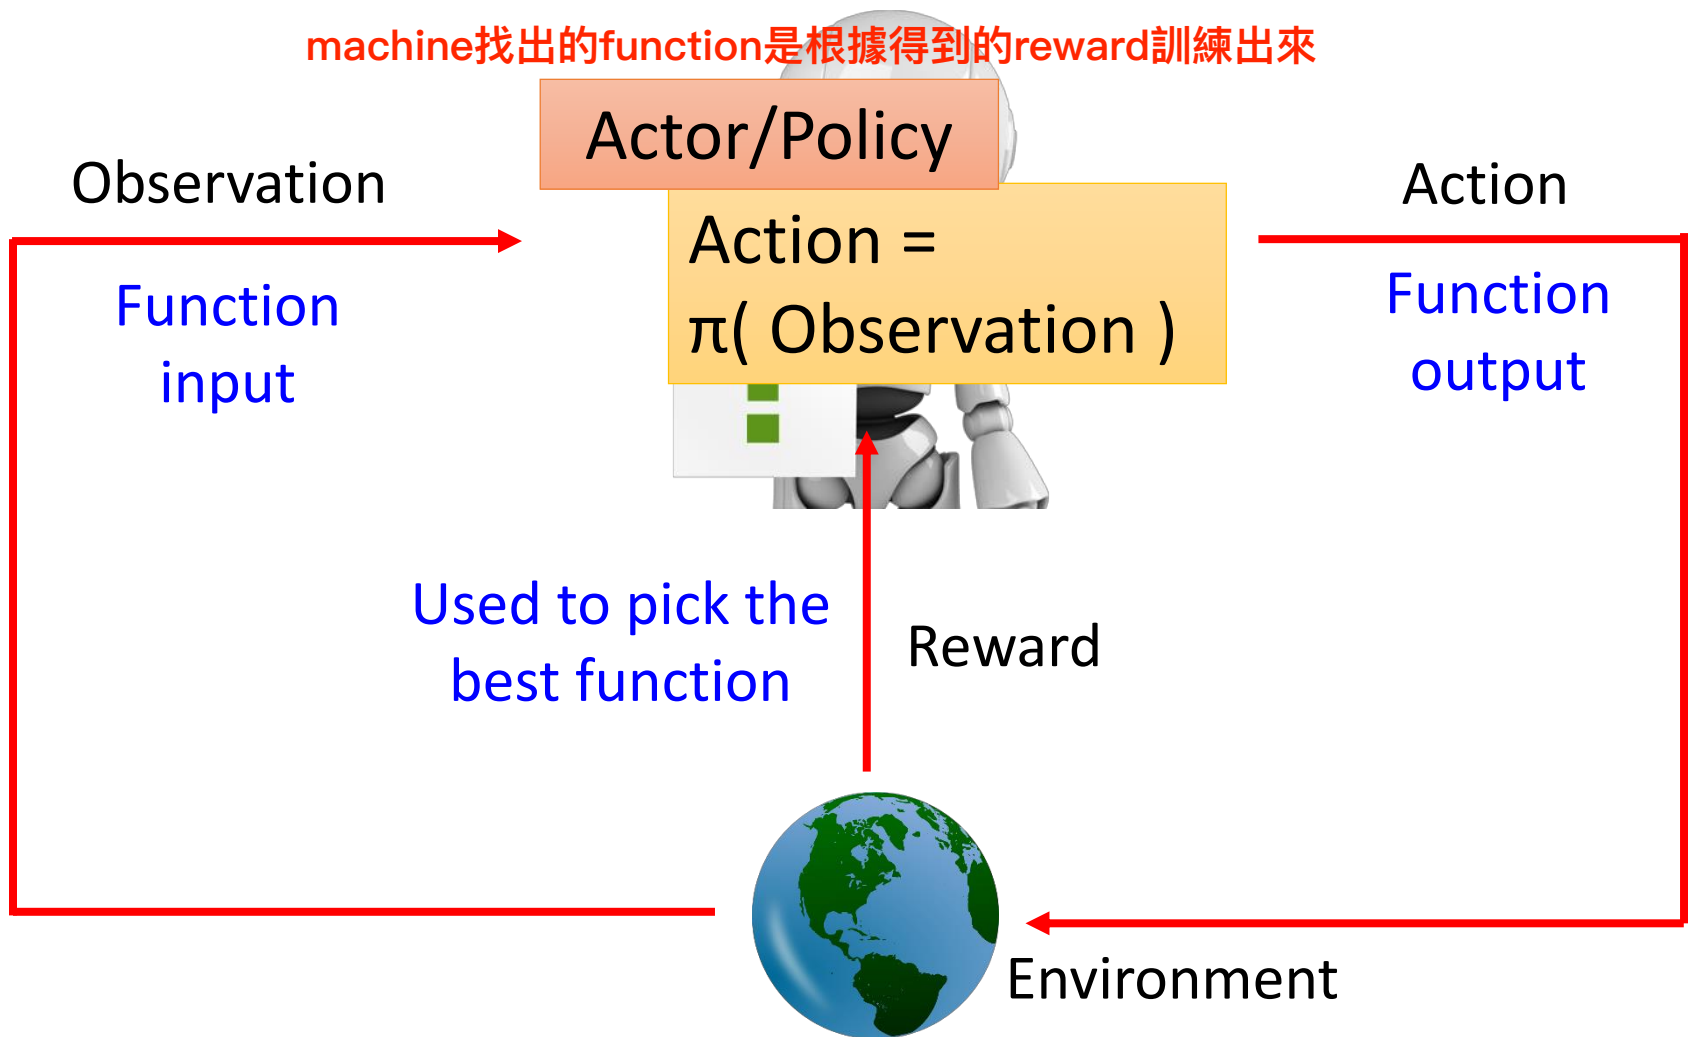 machine找出的function是根據得到的reward訓練出來
Actor/Policy
Observation
Action
Action =
π( Observation )
Function
input
Function
output
Used to pick the
best function
Reward
Environment